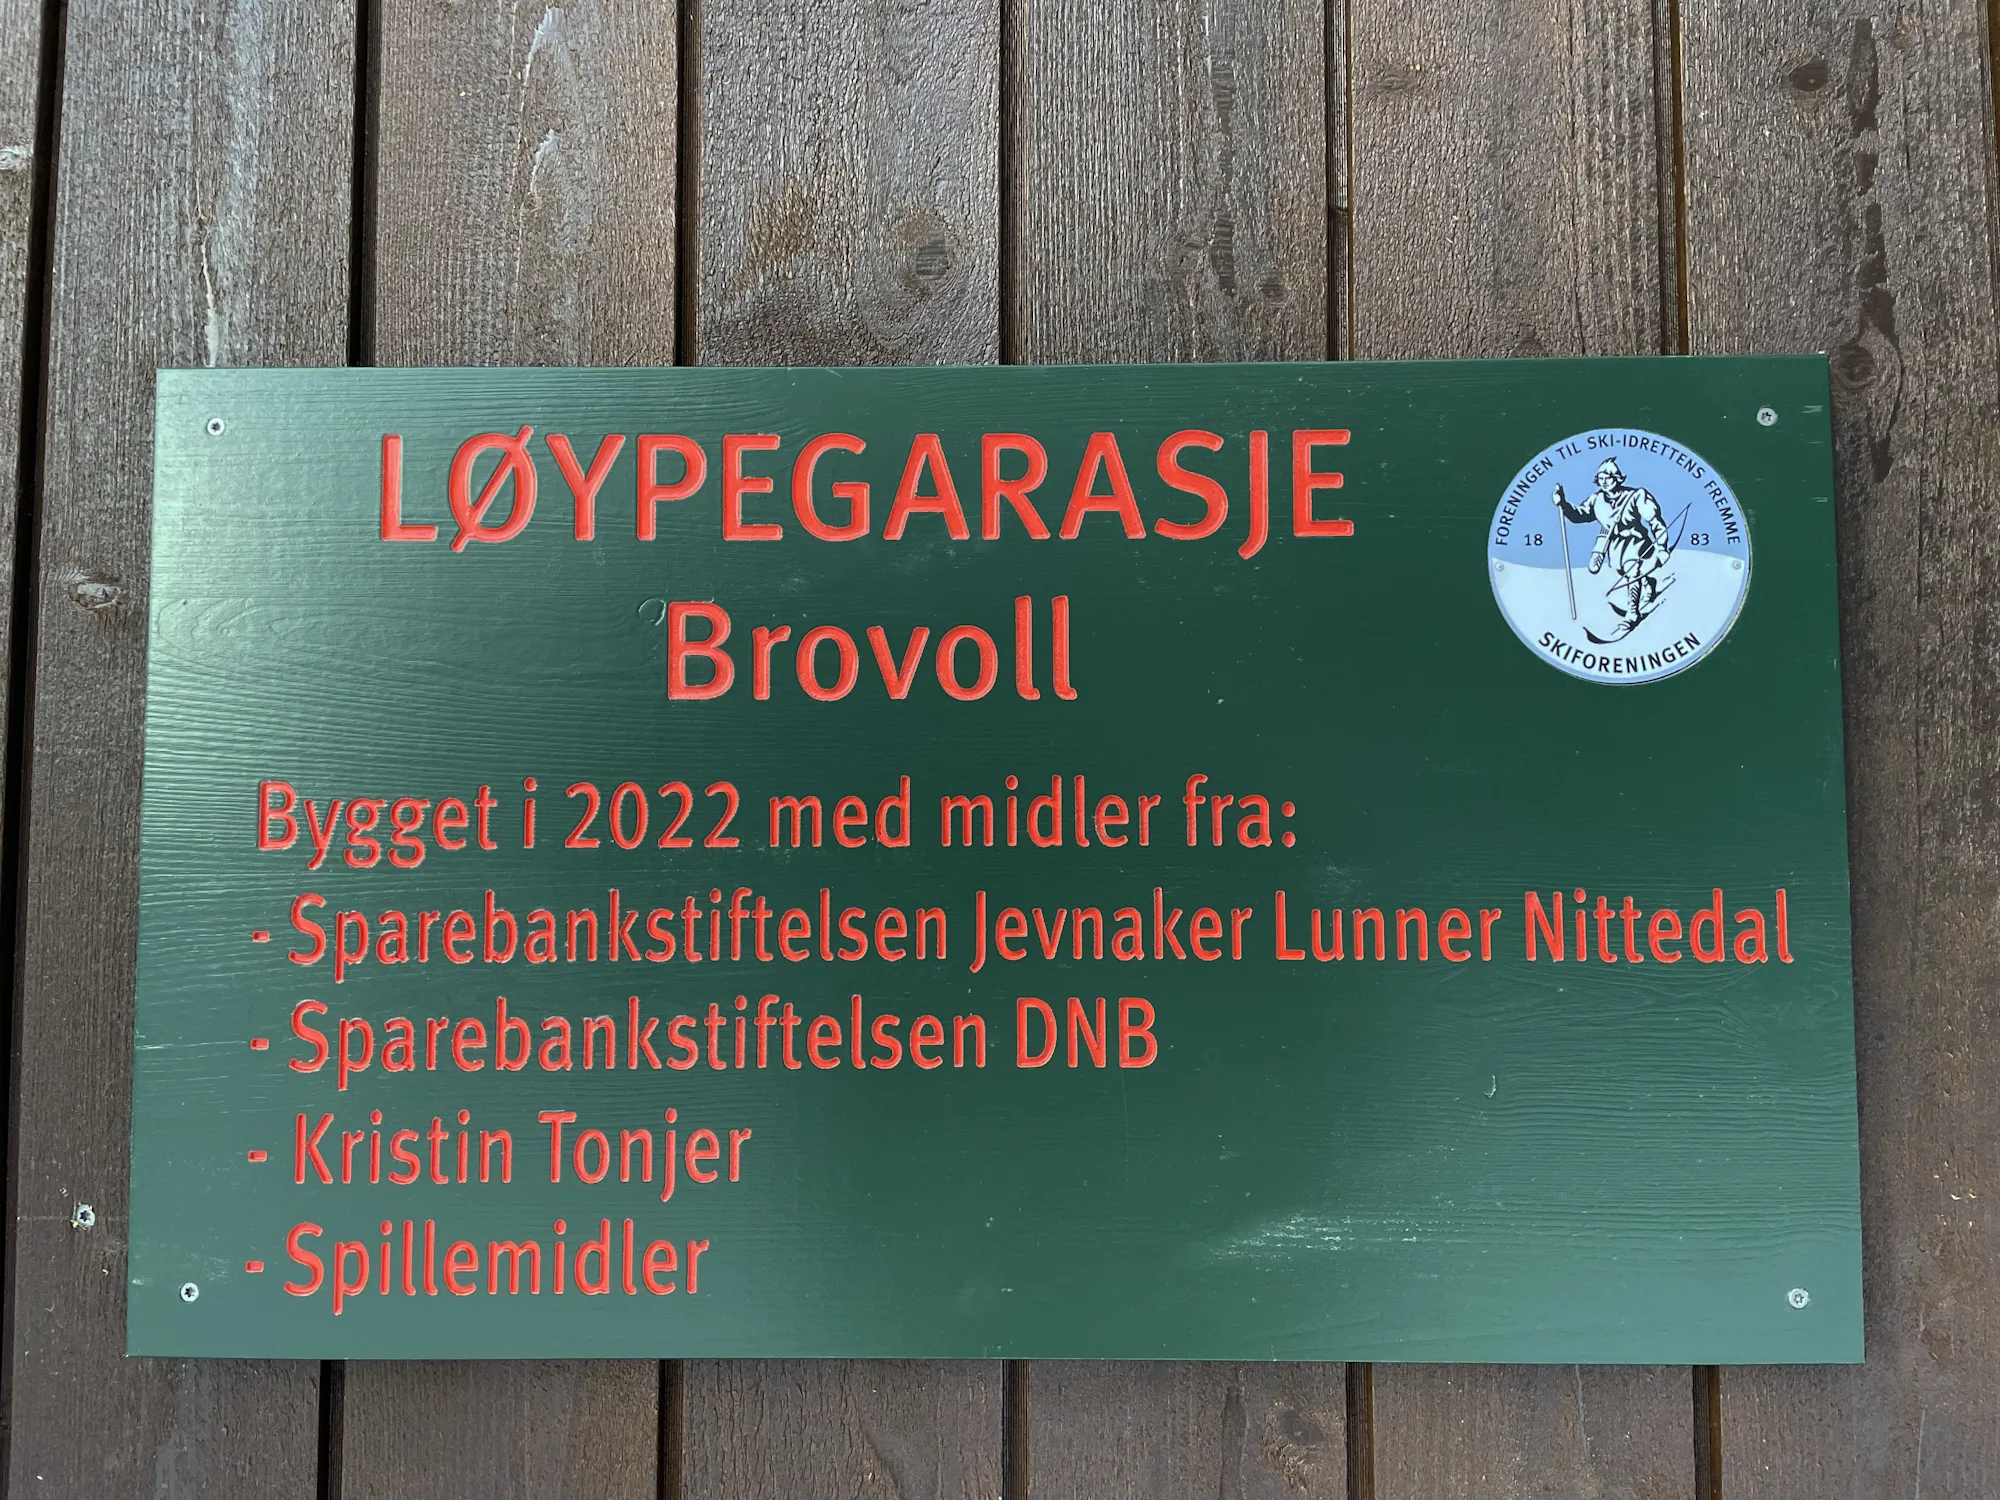 LØYPEGARASJE
Brovoll
FORENINGEN TIL SKI-IDRETTENS FREMME
18 83
SKIFORENINGEN
Bygget i 2022 med midler fra:
- Sparebankstiftelsen Jevnaker Lunner Nittedal
- Sparebankstiftelsen DNB
- Kristin Tonjer
- Spillemidler